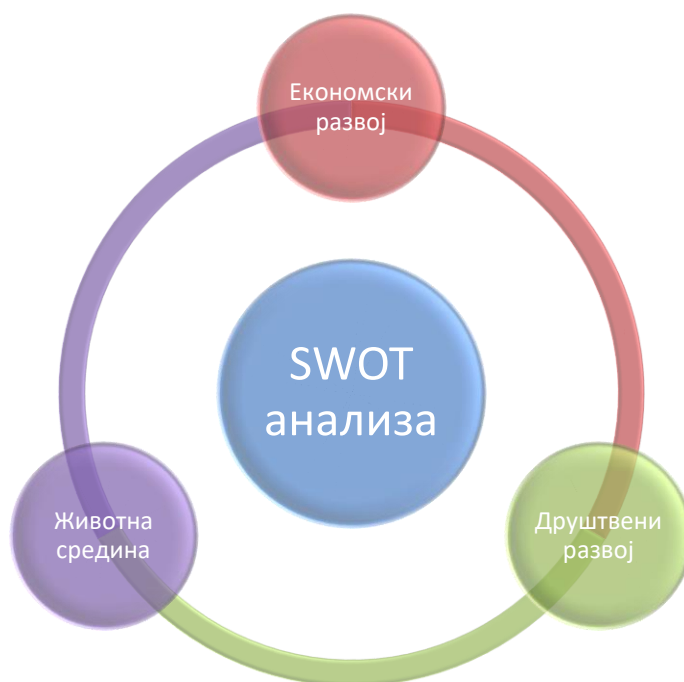 Економски
развој
SWOT
анализа
Животна
средина
Друштвени
развој